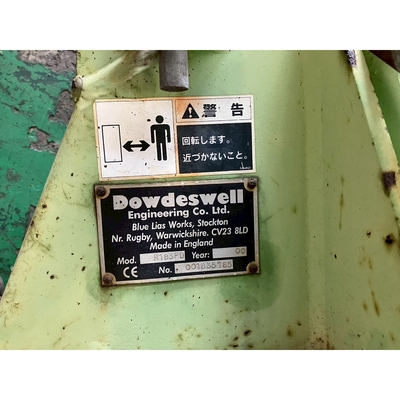 警告
回転します。
近づかないこと。
Dowdeswell
Engineering Co. Ltd.
Blue Lias Works, Stockton
Nr. Rugby, Warwickshire. CV23 8LD
Made in England
Mod. Year: 00
CE No.